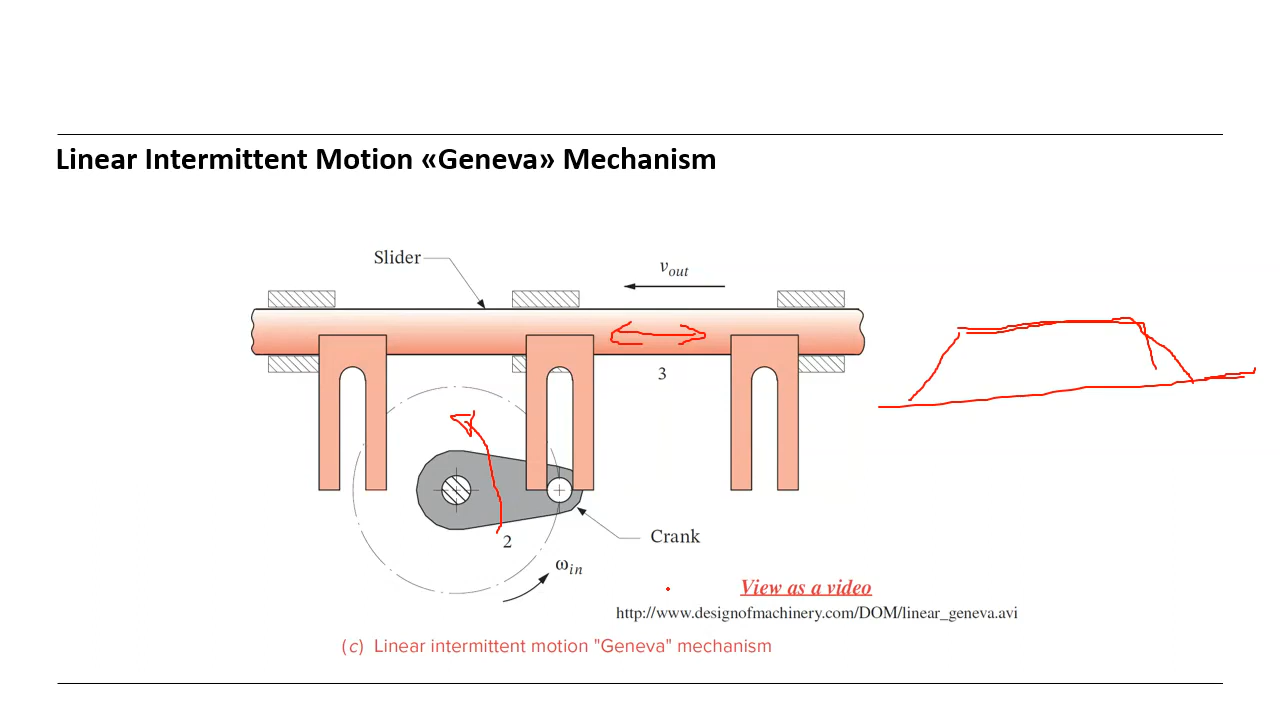 Linear Intermittent Motion «Geneva» Mechanism
Slider
v_out
3
2
Crank
ω_in
View as a video
http://www.designofmachinery.com/DOM/linear_geneva.avi
(c) Linear intermittent motion "Geneva" mechanism